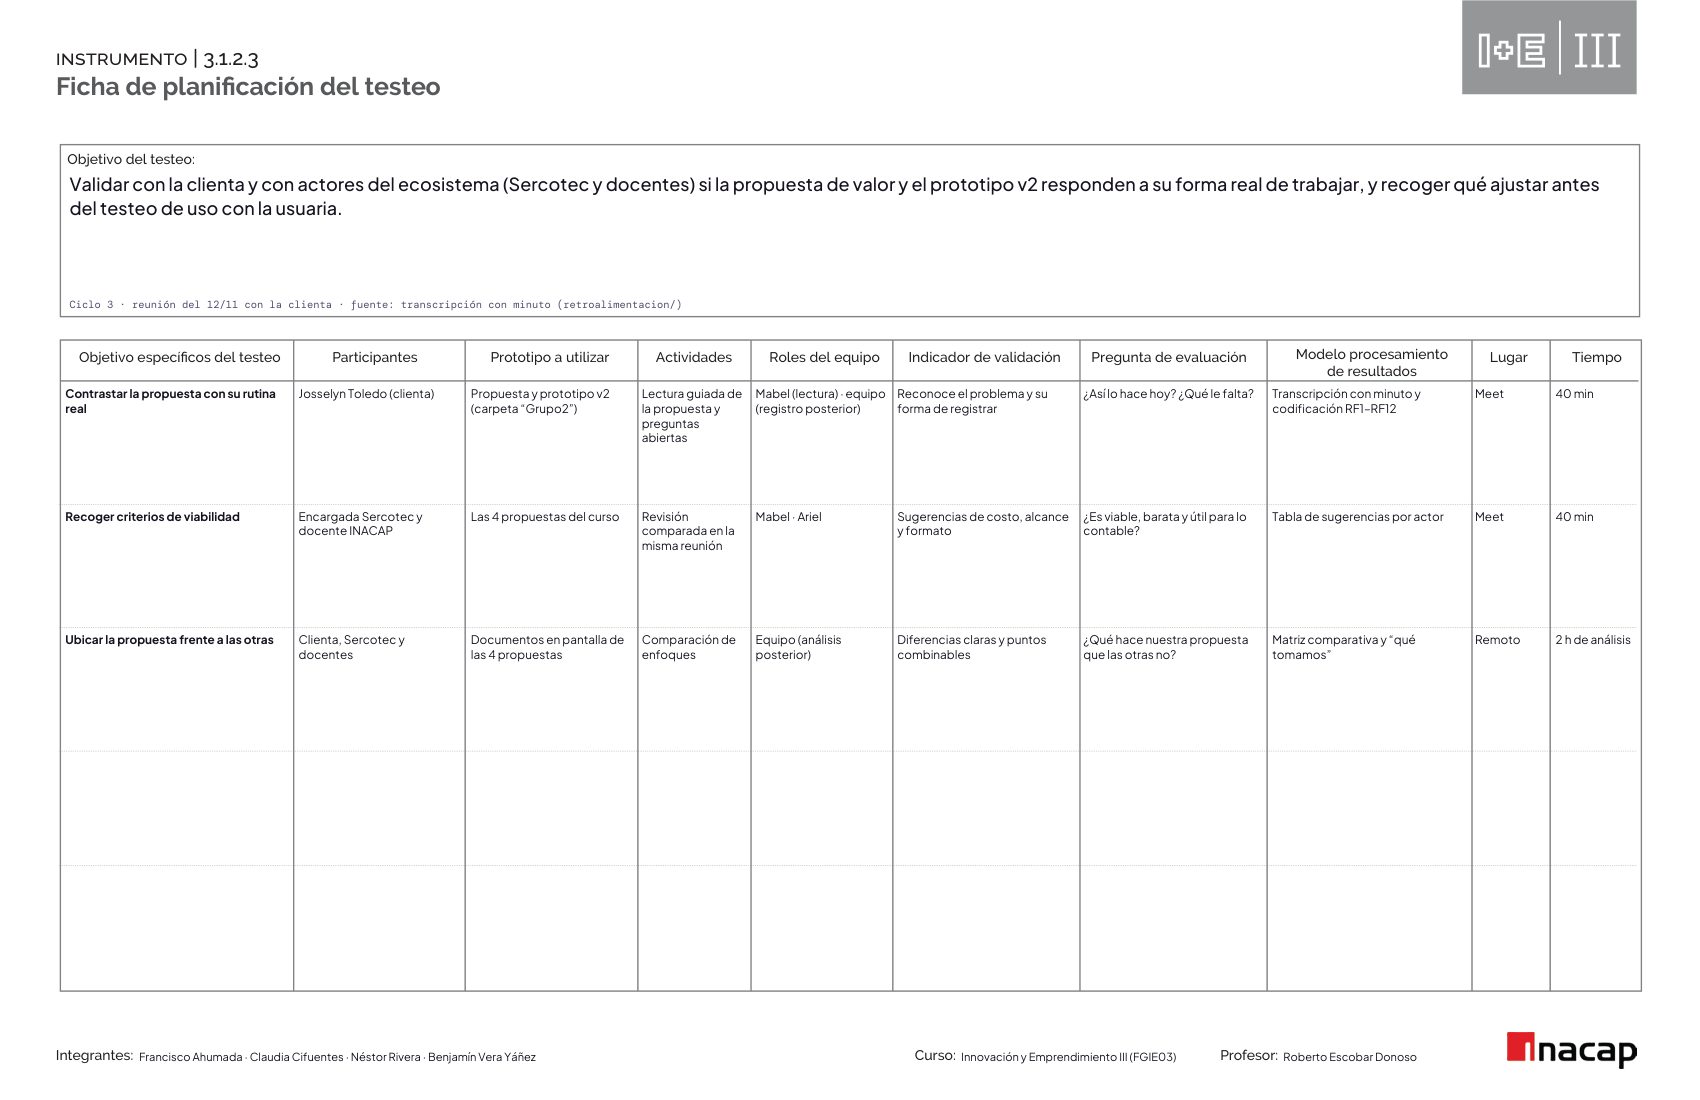 INSTRUMENTO | 3.1.2.3
Ficha de planificación del testeo
I+E | III
Objetivo del testeo:
Validar con la clienta y con actores del ecosistema (Sercotec y docentes) si la propuesta de valor y el prototipo v2 responden a su forma real de trabajar, y recoger qué ajustar antes
del testeo de uso con la usuaria.
Ciclo 3 · reunión del 12/11 con la clienta · fuente: transcripción con minuto (retroalimentacion/)
Objetivo específicos del testeo
Participantes
Prototipo a utilizar
Actividades
Roles del equipo
Indicador de validación
Pregunta de evaluación
Modelo procesamiento
de resultados
Lugar
Tiempo
Contrastar la propuesta con su rutina
real
Josselyn Toledo (clienta)
Propuesta y prototipo v2
(carpeta “Grupo2”)
Lectura guiada de
la propuesta y
preguntas
abiertas
Mabel (lectura) · equipo
(registro posterior)
Reconoce el problema y su
forma de registrar
¿Así lo hace hoy? ¿Qué le falta?
Transcripción con minuto y
codificación RF1–RF12
Meet
40 min
Recoger criterios de viabilidad
Encargada Sercotec y
docente INACAP
Las 4 propuestas del curso
Revisión
comparada en la
misma reunión
Mabel · Ariel
Sugerencias de costo, alcance
y formato
¿Es viable, barata y útil para lo
contable?
Tabla de sugerencias por actor
Meet
40 min
Ubicar la propuesta frente a las otras
Clienta, Sercotec y
docentes
Documentos en pantalla de
las 4 propuestas
Comparación de
enfoques
Equipo (análisis
posterior)
Diferencias claras y puntos
combinables
¿Qué hace nuestra propuesta
que las otras no?
Matriz comparativa y “qué
tomamos”
Remoto
2 h de análisis
Integrantes: Francisco Ahumada · Claudia Cifuentes · Néstor Rivera · Benjamín Vera Yáñez
Curso: Innovación y Emprendimiento III (FGIE03)
Profesor: Roberto Escobar Donoso
inacap